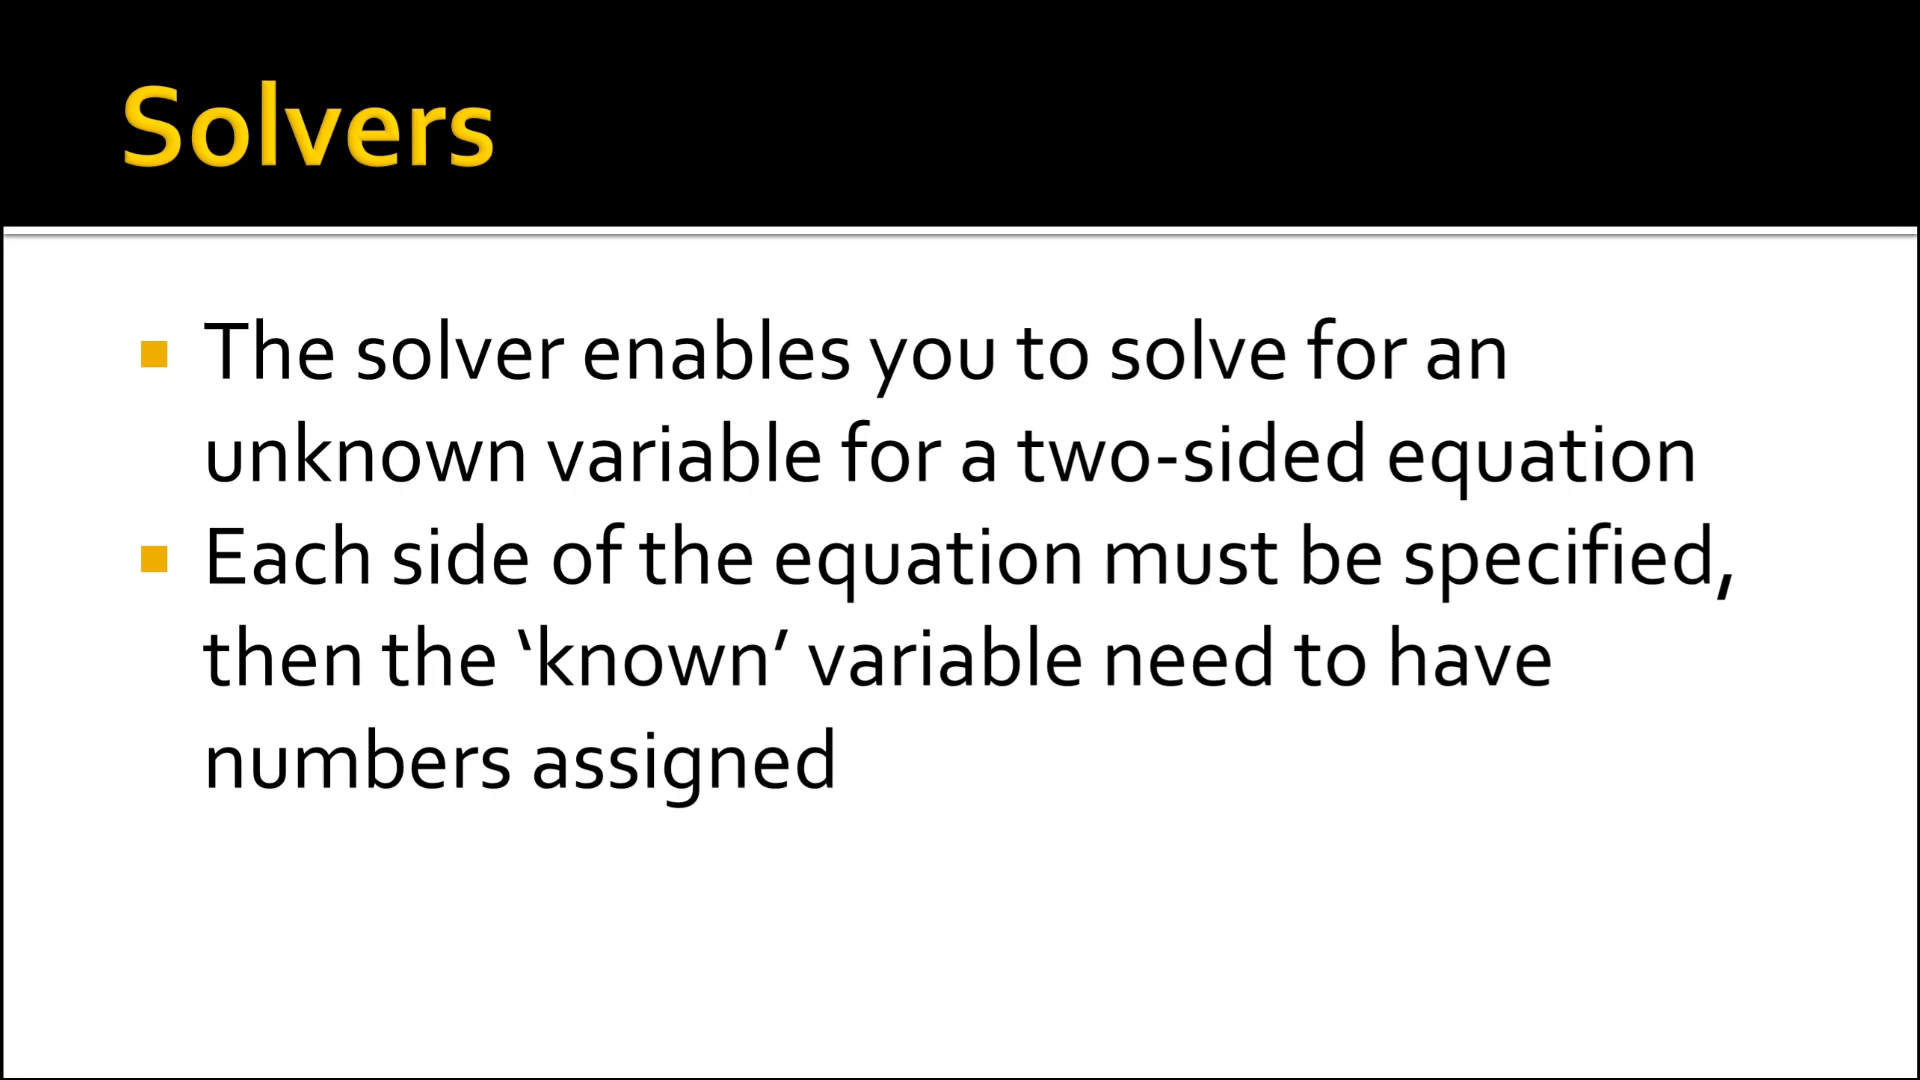 Solvers
The solver enables you to solve for an
unknown variable for a two-sided equation
Each side of the equation must be specified,
then the ‘known’ variable need to have
numbers assigned